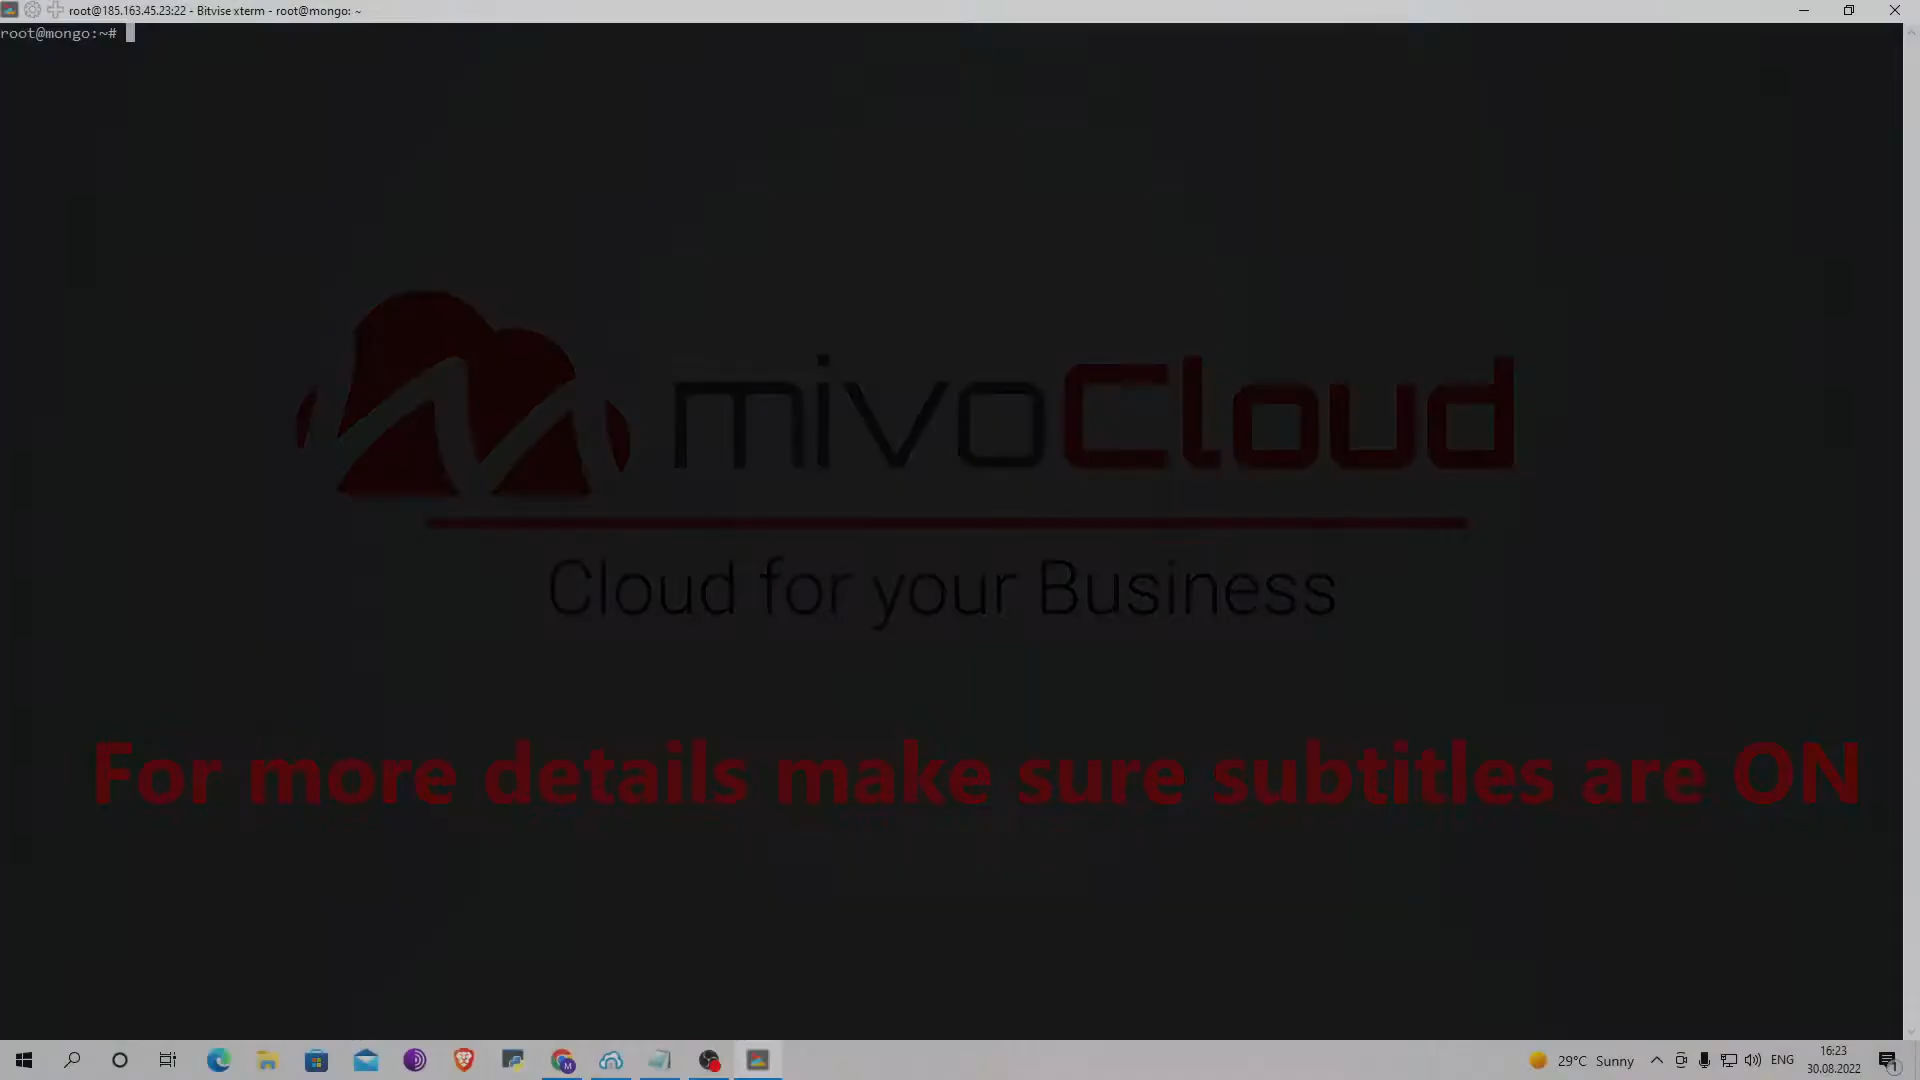 root@185.163.45.23:22 - Bitvise xterm - root@mongo: ~
root@mongo:~#
mivoCloud
Cloud for your Business
For more details make sure subtitles are ON
29°C Sunny
ENG
16:23
30.08.2022